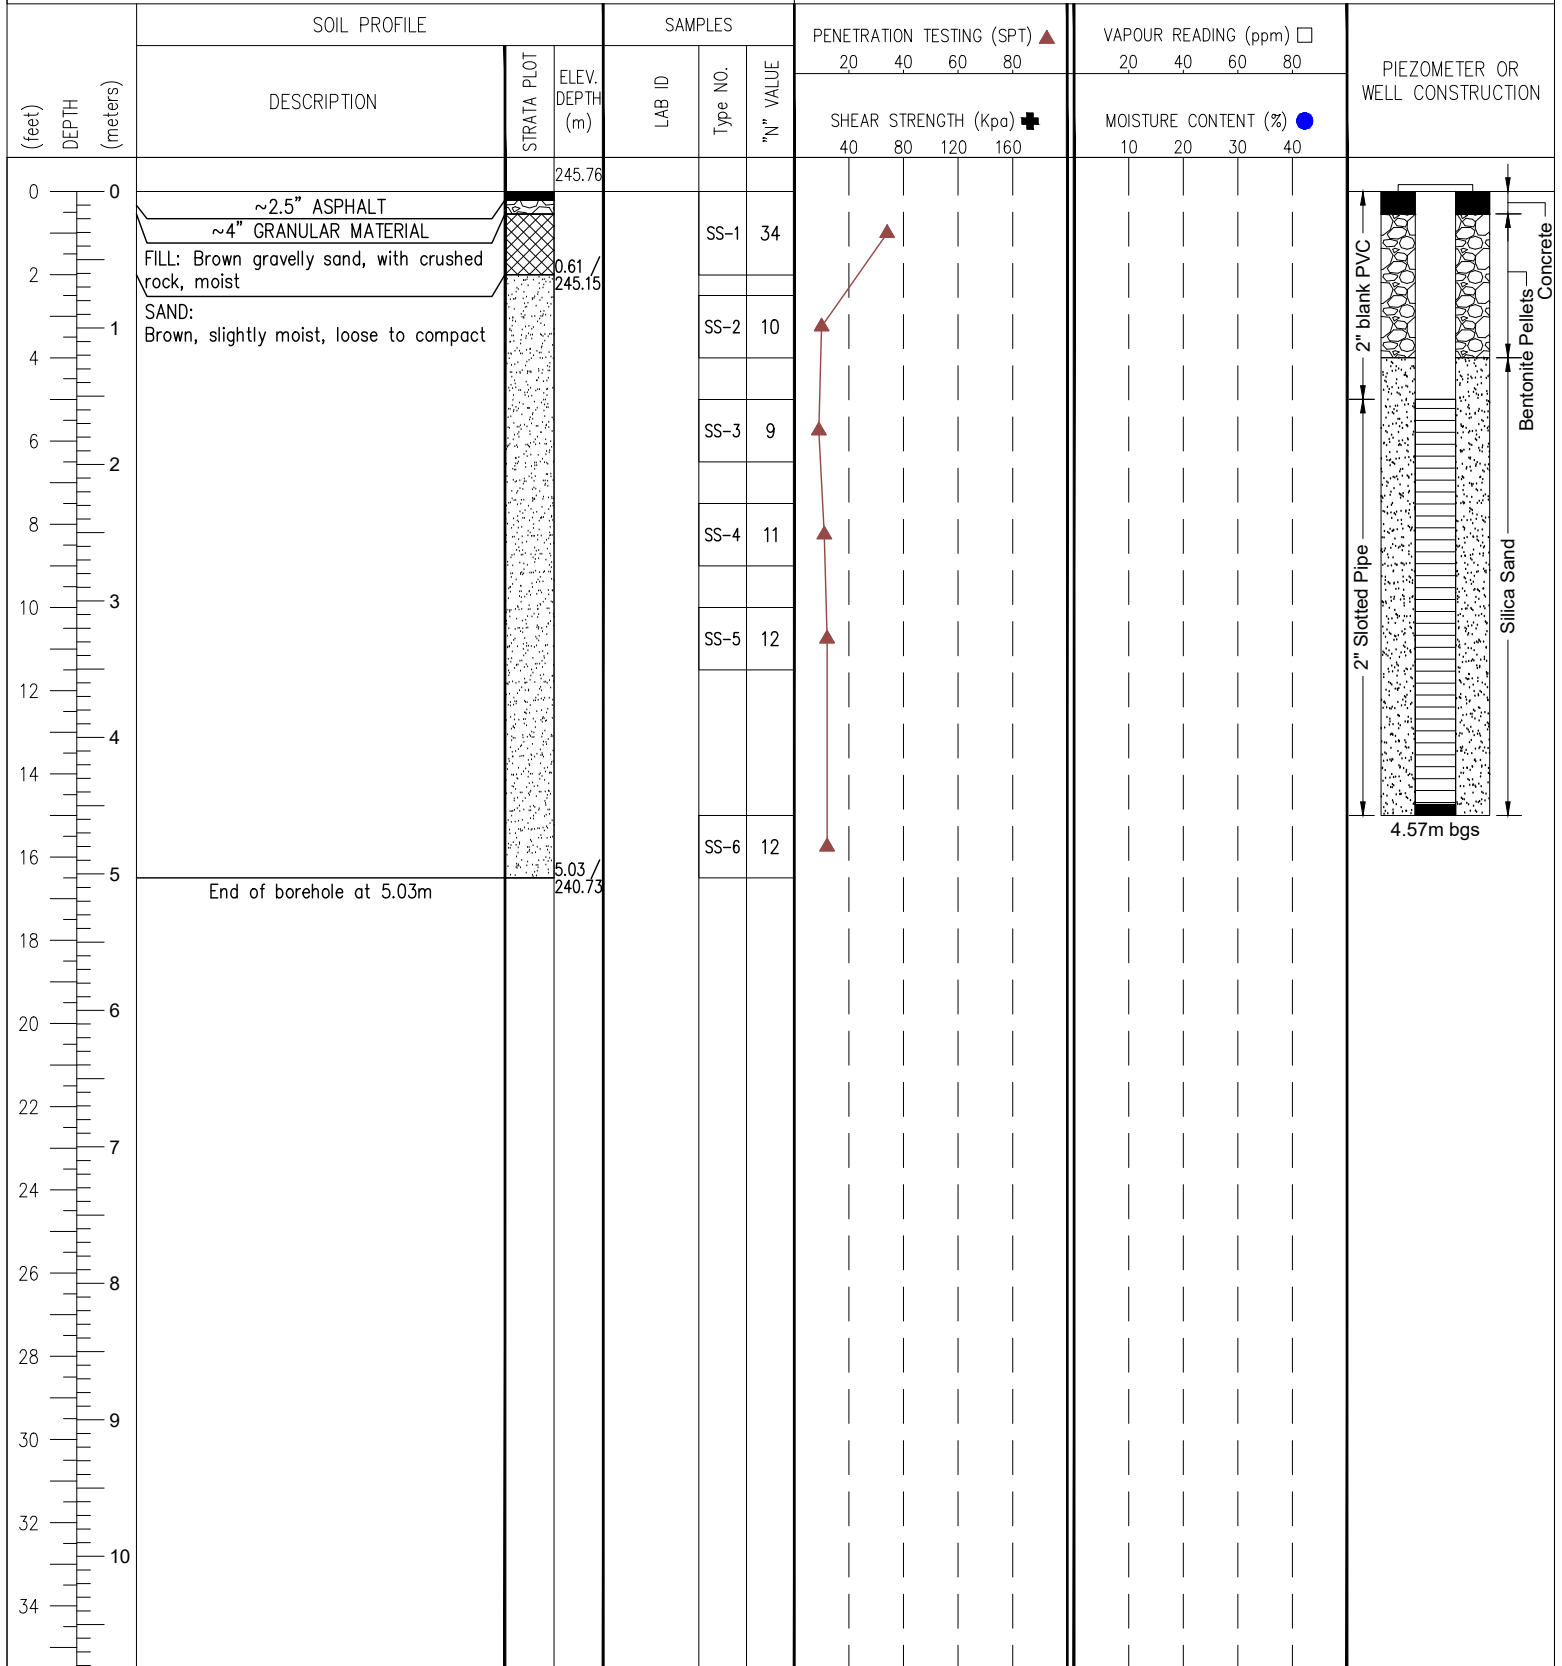 SOIL PROFILE
SAMPLES
PENETRATION TESTING (SPT)
20 40 60 80
SHEAR STRENGTH (Kpa)
40 80 120 160
VAPOUR READING (ppm)
20 40 60 80
MOISTURE CONTENT (%)
10 20 30 40
PIEZOMETER OR
WELL CONSTRUCTION
(feet)
DEPTH
(meters)
DESCRIPTION
STRATA PLOT
ELEV.
DEPTH
(m)
LAB ID
Type NO.
"N" VALUE
245.76
0
0
~2.5" ASPHALT
~4" GRANULAR MATERIAL
FILL: Brown gravelly sand, with crushed
rock, moist
0.61 /
245.15
SAND:
Brown, slightly moist, loose to compact
SS-1 34
SS-2 10
SS-3 9
SS-4 11
SS-5 12
SS-6 12
5.03 /
240.73
End of borehole at 5.03m
2
4
6
8
10
12
14
16
18
20
22
24
26
28
30
32
34
1
2
3
4
5
6
7
8
9
10
2" blank PVC
2" Slotted Pipe
Concrete
Bentonite Pellets
Silica Sand
4.57m bgs